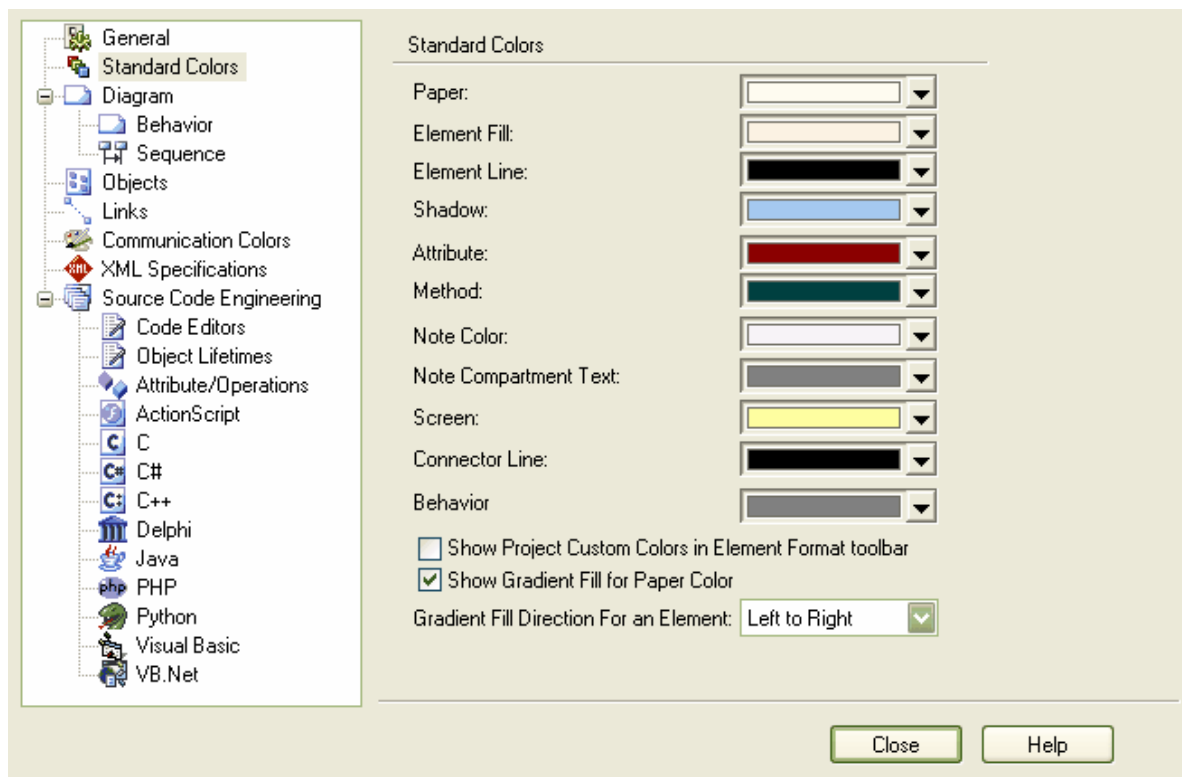 General
Standard Colors
Diagram
Behavior
Sequence
Objects
Links
Communication Colors
XML Specifications
Source Code Engineering
Code Editors
Object Lifetimes
Attribute/Operations
ActionScript
C
C#
C++
Delphi
Java
php PHP
Python
Visual Basic
VB.Net
Standard Colors
Paper:
Element Fill:
Element Line:
Shadow:
Attribute:
Method:
Note Color:
Note Compartment Text:
Screen:
Connector Line:
Behavior
Show Project Custom Colors in Element Format toolbar
Show Gradient Fill for Paper Color
Gradient Fill Direction For an Element: Left to Right
Close Help